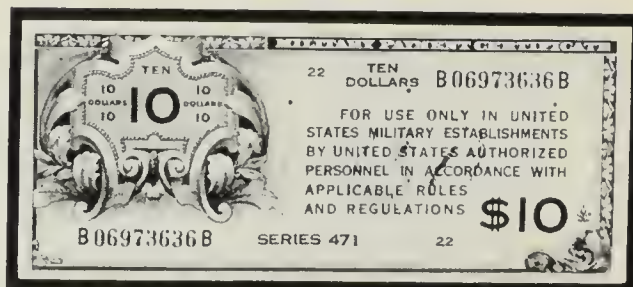 MILITARY PAYMENT CERTIFICATE
TEN
10 10
DOLLARS 10 DOLLARS
10 10
22 TEN DOLLARS B06973636B
FOR USE ONLY IN UNITED
STATES MILITARY ESTABLISHMENTS
BY UNITED STATES AUTHORIZED
PERSONNEL IN ACCORDANCE WITH
APPLICABLE RULES
AND REGULATIONS $10
B06973636B SERIES 471 22